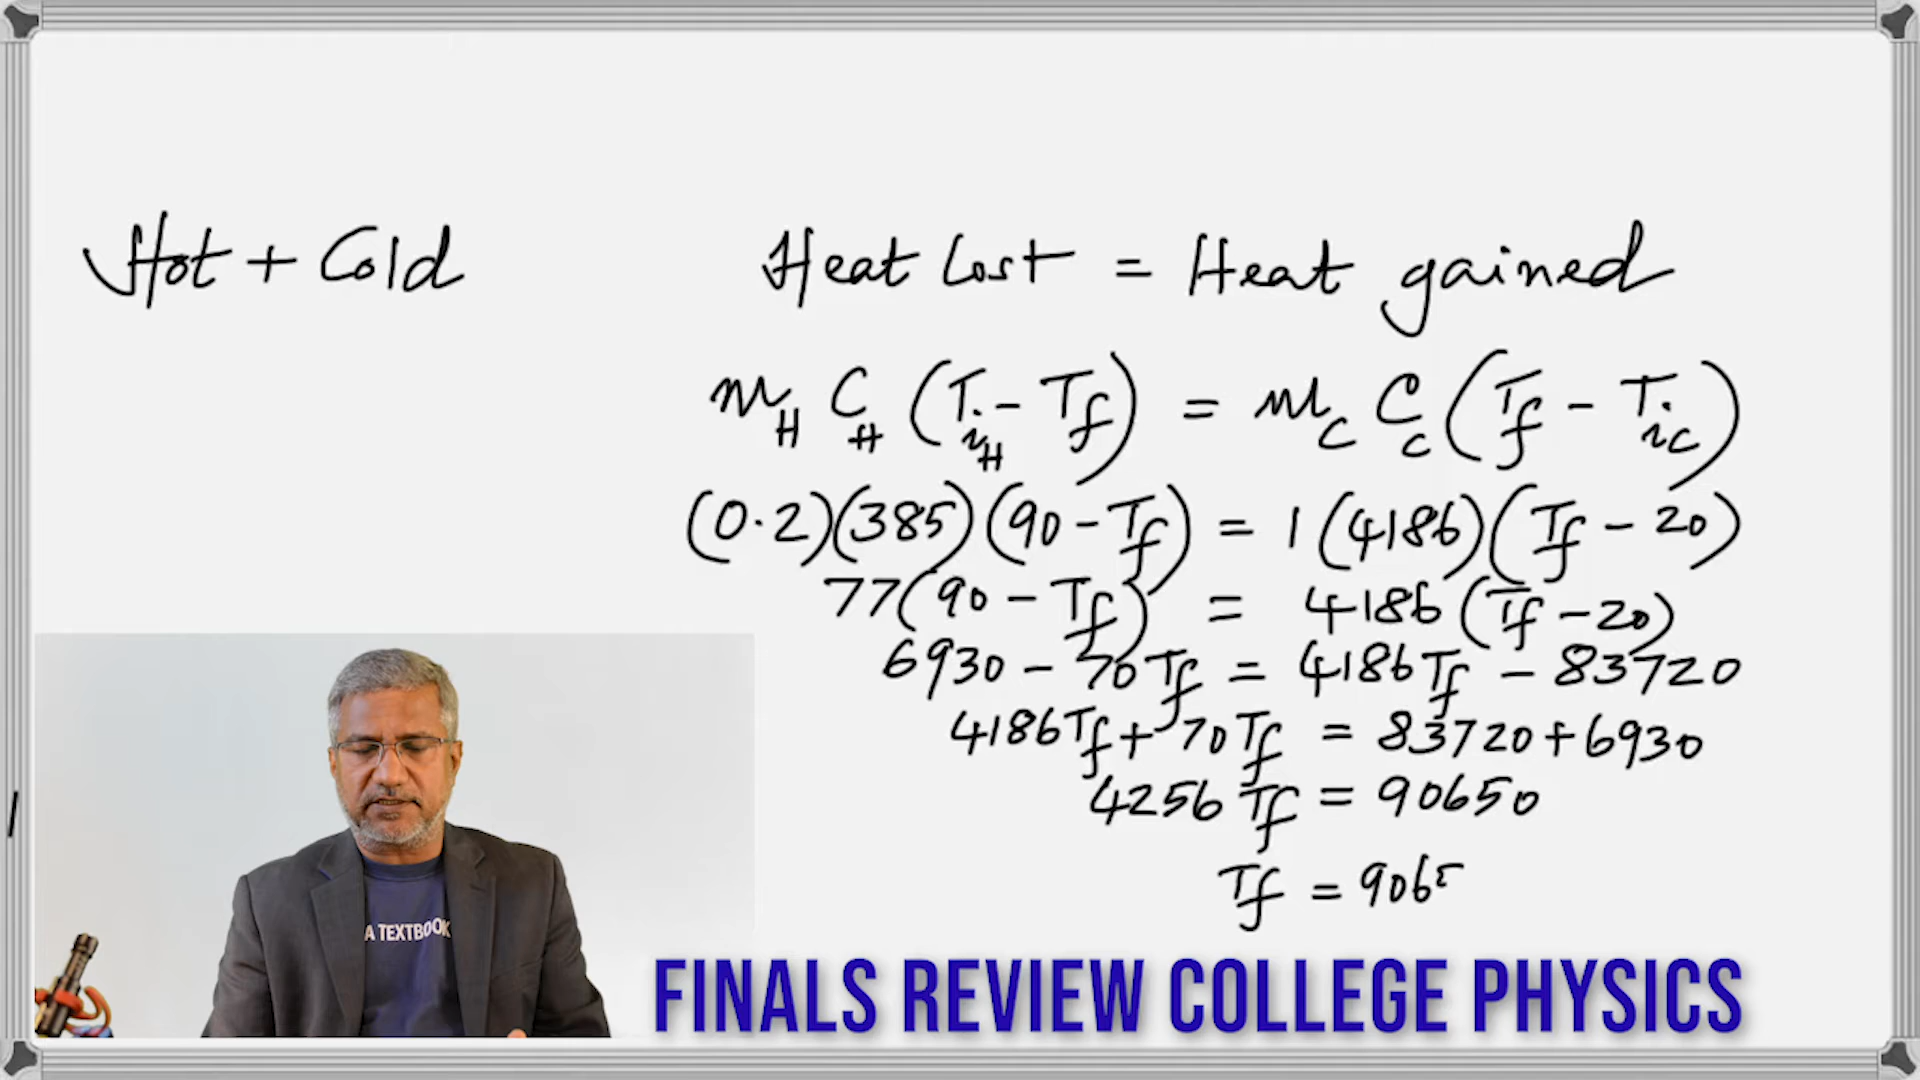 Hot + Cold
Heat Lost = Heat gained
m_H C_H (T_iH - T_f) = m_C C_C (T_f - T_iC)
(0.2)(385)(90 - T_f) = 1(4186)(T_f - 20)
77(90 - T_f) = 4186(T_f - 20)
6930 - 70T_f = 4186T_f - 83720
4186T_f + 70T_f = 83720 + 6930
4256 T_f = 90650
T_f = 9065
A TEXTBOOK
FINALS REVIEW COLLEGE PHYSICS